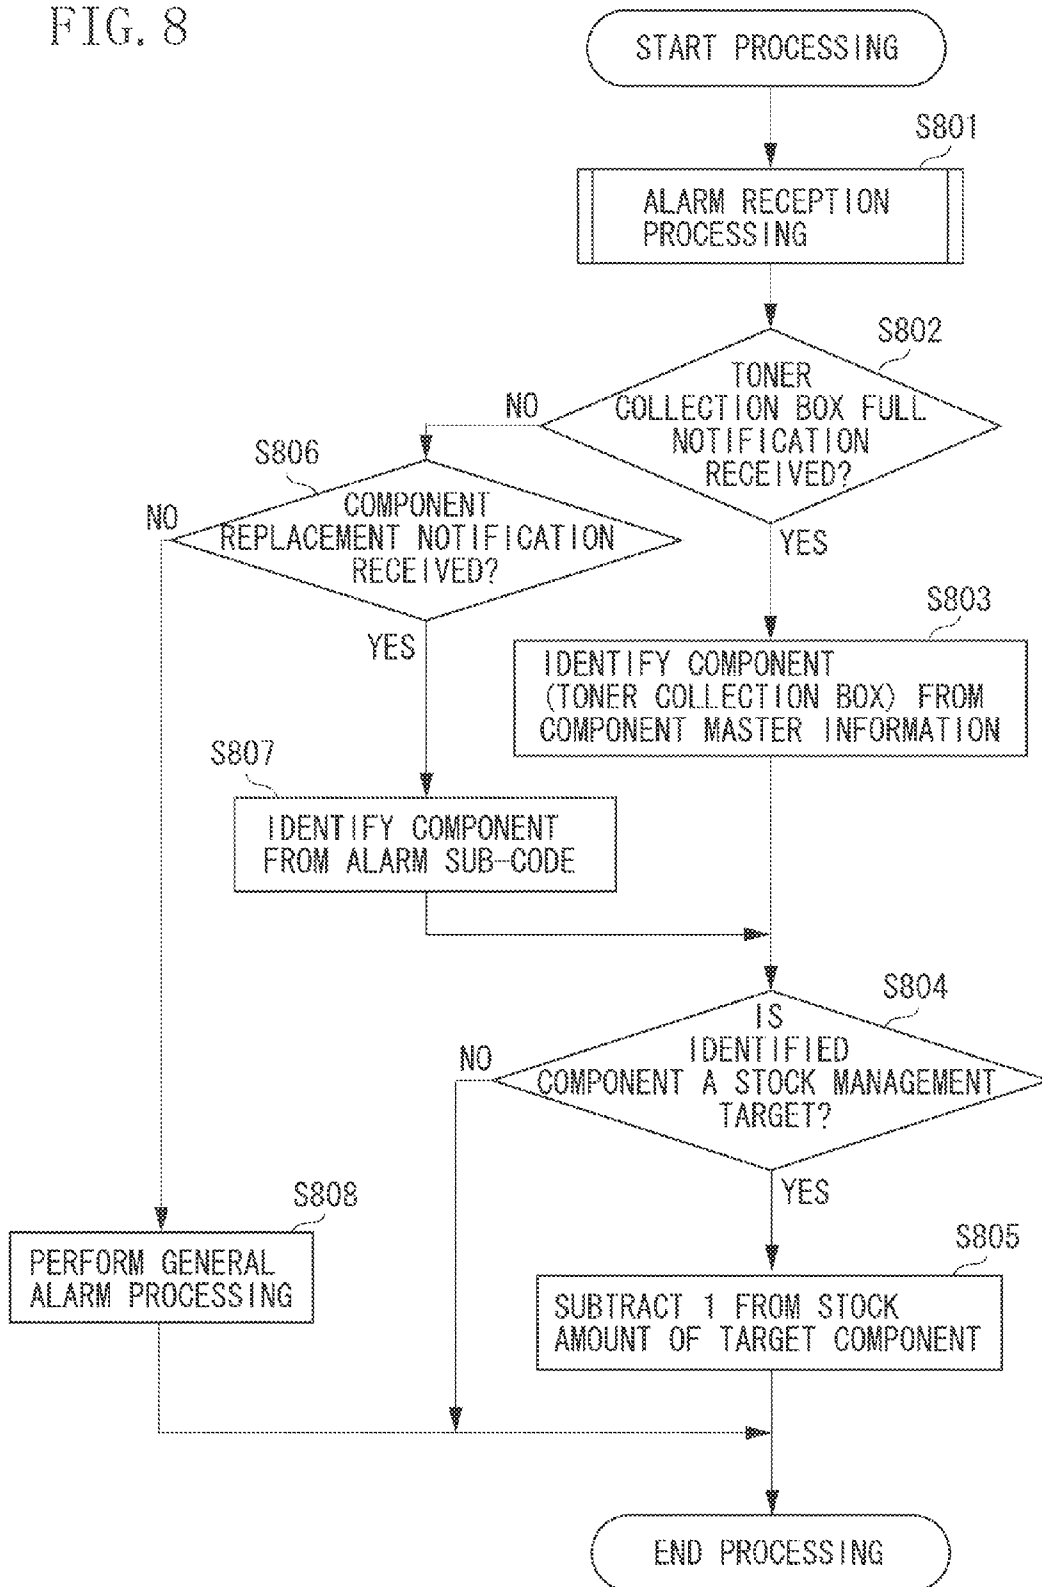 FIG. 8
START PROCESSING
S801
ALARM RECEPTION
PROCESSING
S802
TONER
COLLECTION BOX FULL
NOTIFICATION
RECEIVED?
NO
YES
S806
COMPONENT
REPLACEMENT NOTIFICATION
RECEIVED?
NO
YES
S803
IDENTIFY COMPONENT
(TONER COLLECTION BOX) FROM
COMPONENT MASTER INFORMATION
S807
IDENTIFY COMPONENT
FROM ALARM SUB-CODE
S804
IS
IDENTIFIED
COMPONENT A STOCK MANAGEMENT
TARGET?
NO
YES
S808
PERFORM GENERAL
ALARM PROCESSING
S805
SUBTRACT 1 FROM STOCK
AMOUNT OF TARGET COMPONENT
END PROCESSING